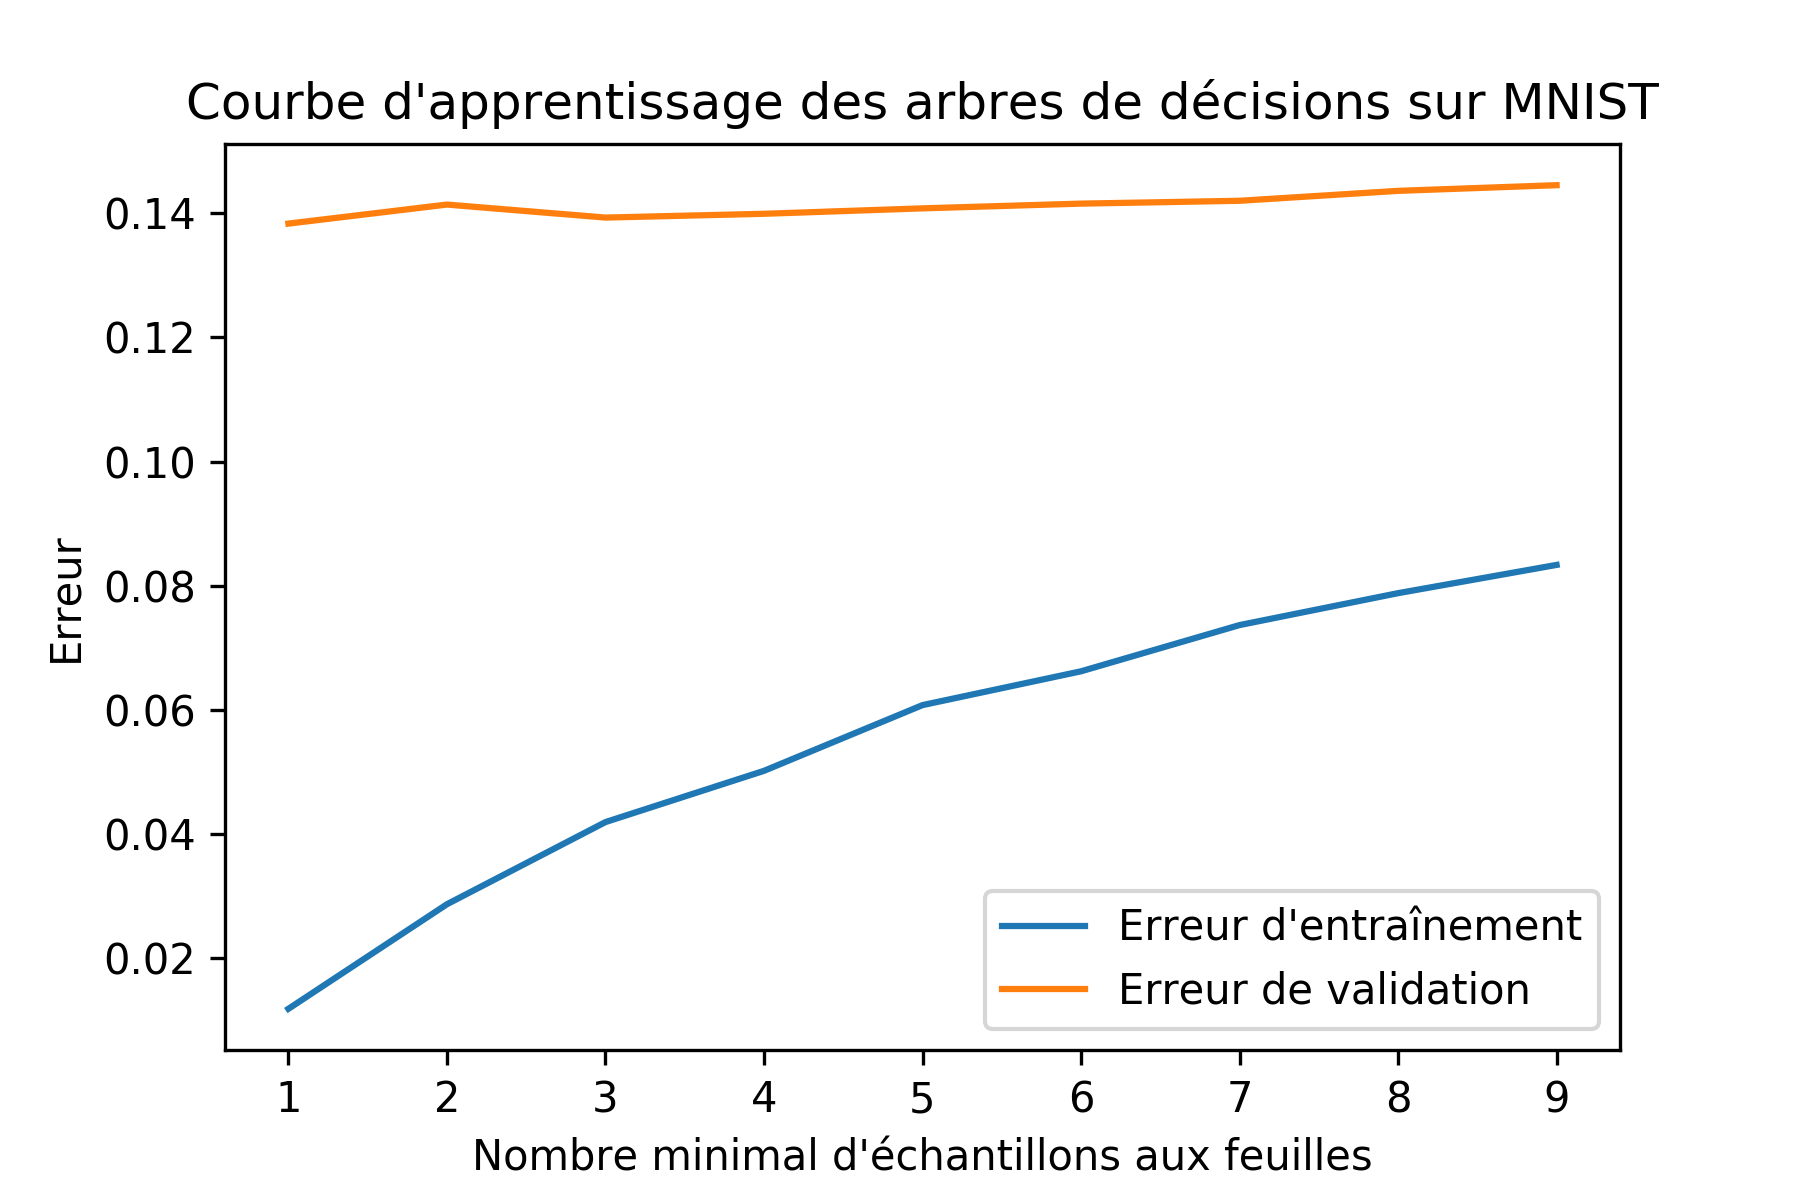 Courbe d'apprentissage des arbres de décisions sur MNIST
0.14
0.12
0.10
0.08
0.06
0.04
0.02
Erreur
Erreur d'entraînement
Erreur de validation
1 2 3 4 5 6 7 8 9
Nombre minimal d'échantillons aux feuilles